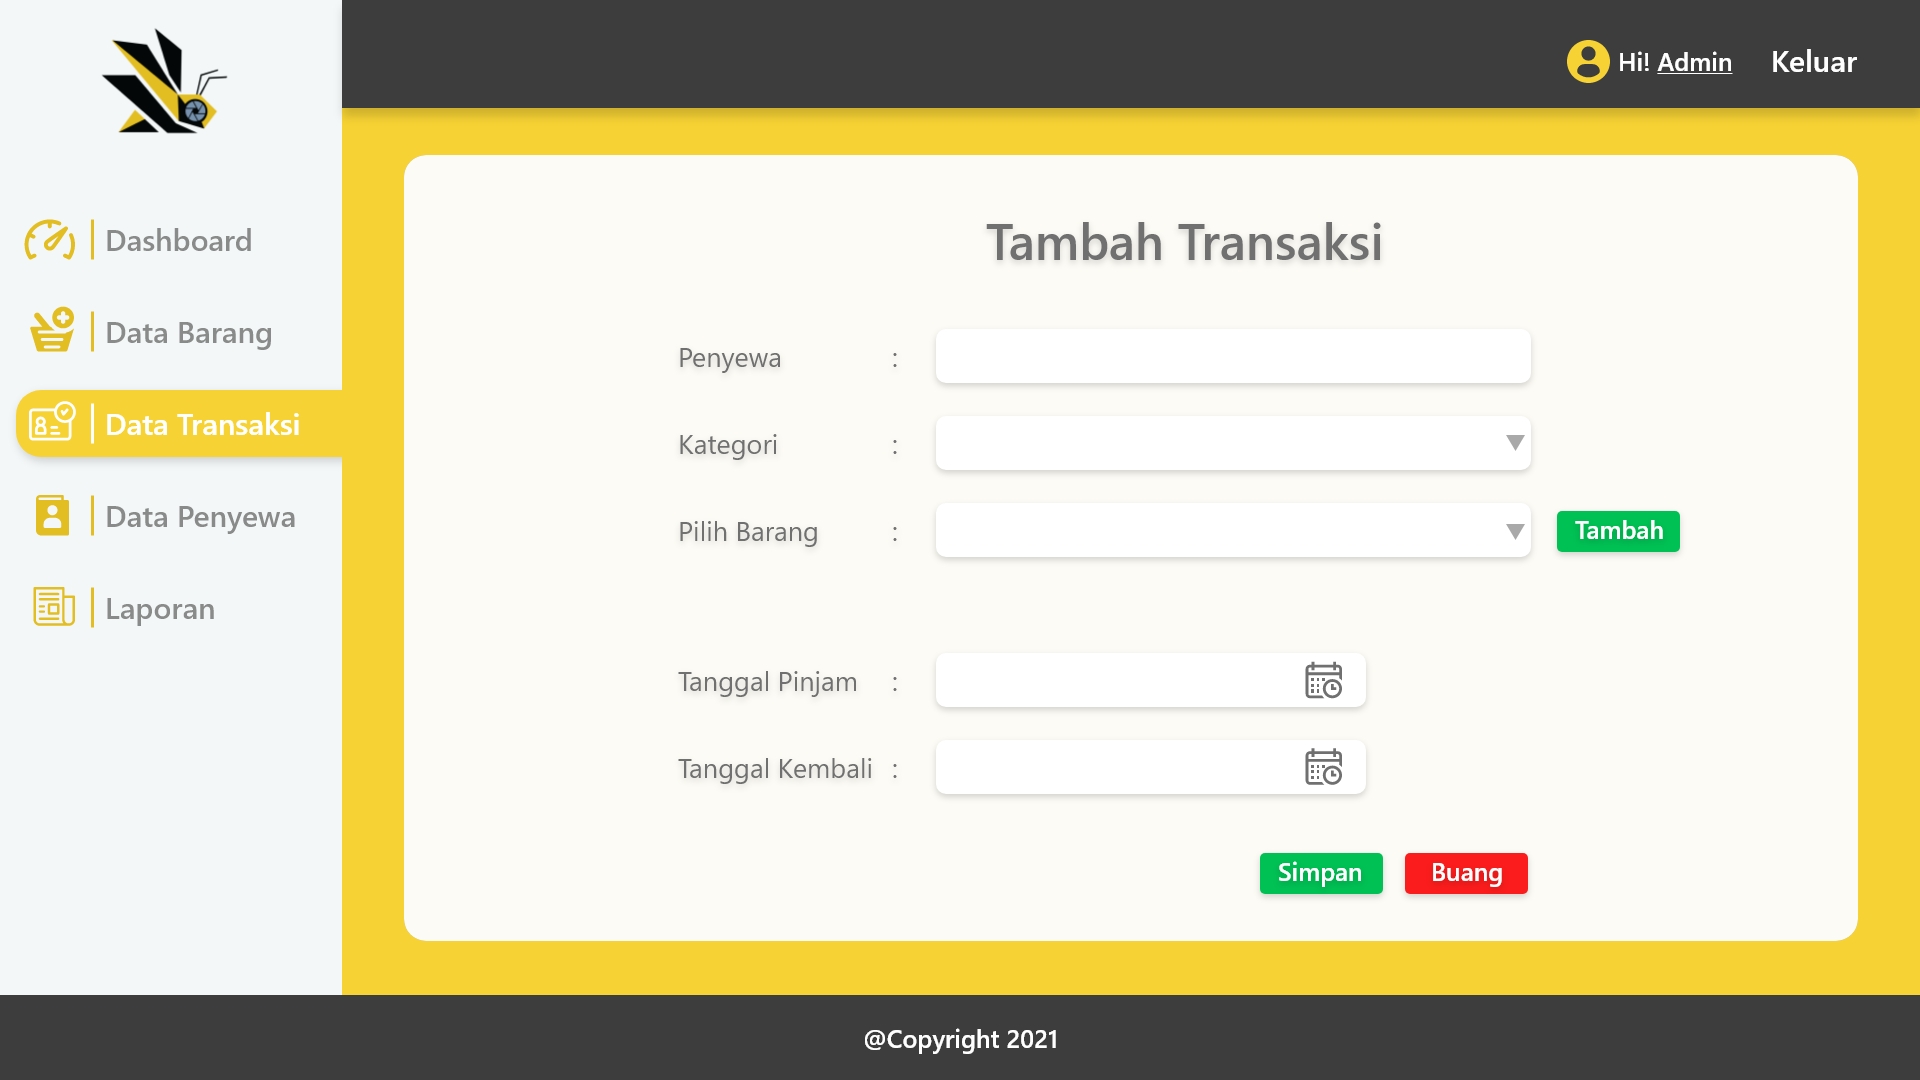 Hi! Admin
Keluar
Dashboard
Data Barang
Data Transaksi
Data Penyewa
Laporan
Tambah Transaksi
Penyewa :
Kategori :
Pilih Barang :
Tambah
Tanggal Pinjam :
Tanggal Kembali :
Simpan
Buang
@Copyright 2021